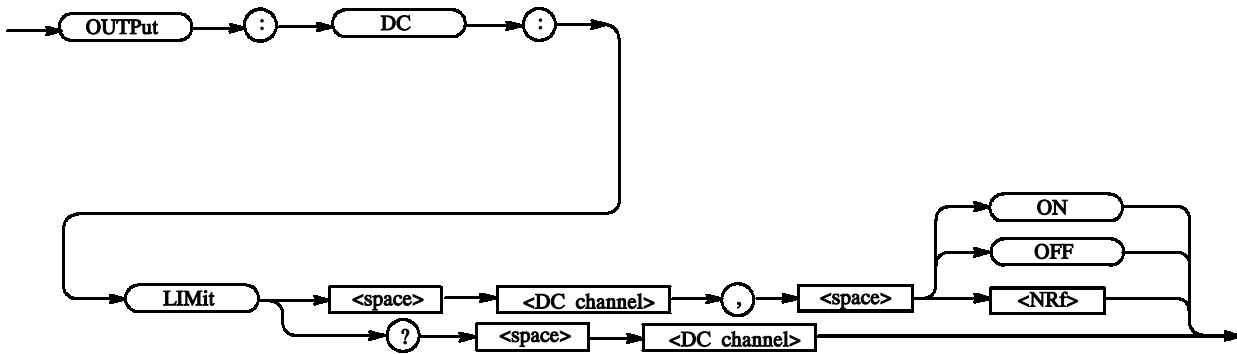 OUTPut : DC :
ON
OFF
LIMit <space> <DC channel> , <space> <NRf>
? <space> <DC channel>